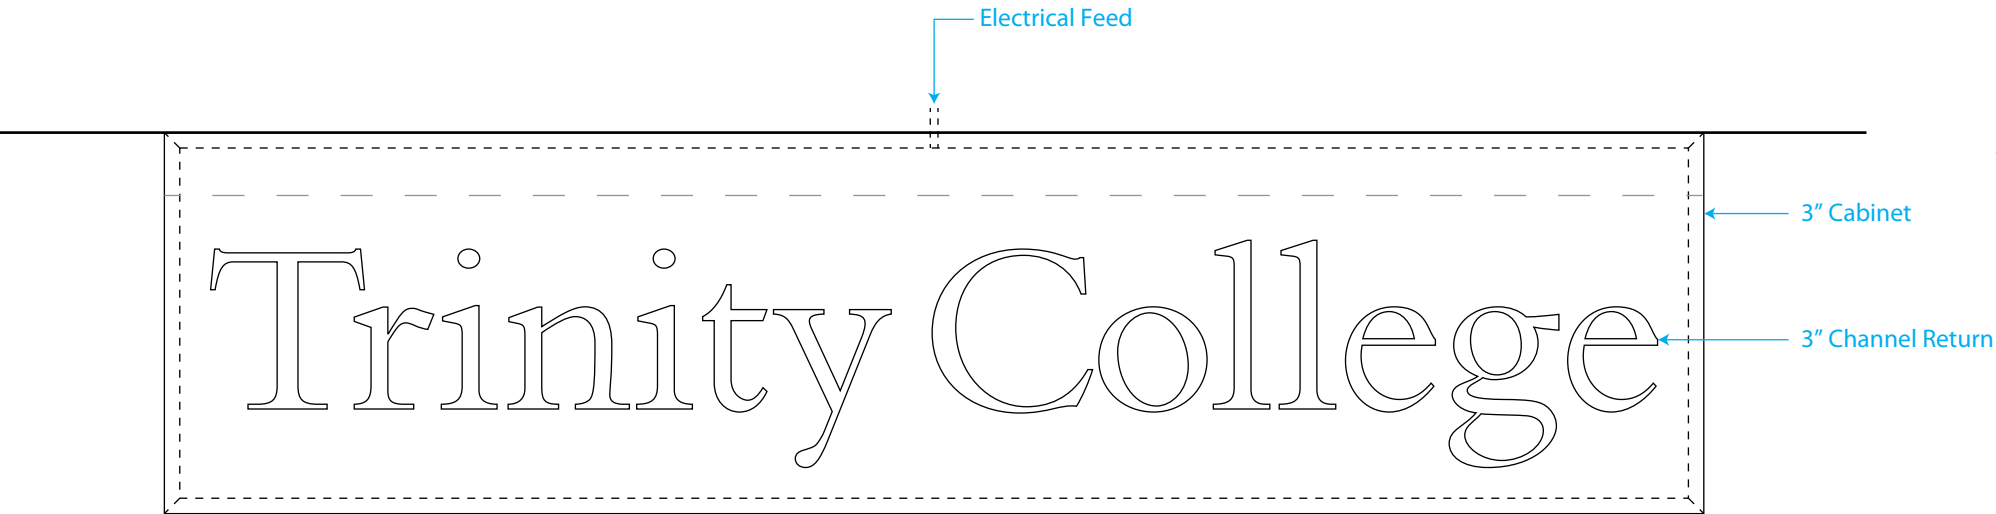 Electrical Feed
3” Cabinet
Trinity College
3” Channel Return